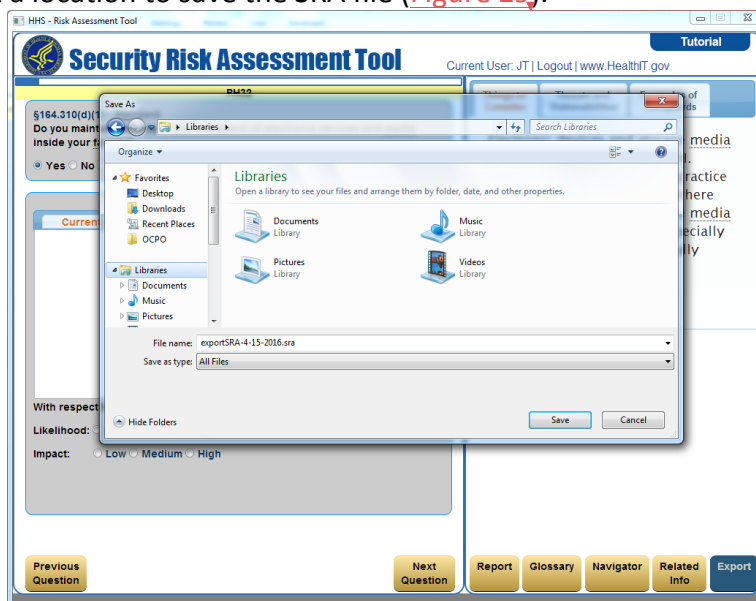 a location to save the SRA file (Figure 25).
HHS - Risk Assessment Tool
Security Risk Assessment Tool
Tutorial
Current User: JT | Logout | www.HealthIT.gov
PH32
§164.310(d)(1)
Do you maint
inside your
Yes No
Current
With respect
Likelihood:
Impact: Low Medium High
Save As
Libraries
Search Libraries
Organize
Favorites
Desktop
Downloads
Recent Places
OCPO
Libraries
Documents
Music
Pictures
Libraries
Open a library to see your files and arrange them by folder, date, and other properties.
Documents
Library
Music
Library
Pictures
Library
Videos
Library
File name: exportSRA-4-15-2016.sra
Save as type: All Files
Hide Folders
Save Cancel
of
rds
media
ractice
here
media
ecially
lly
Previous Question
Next Question
Report
Glossary
Navigator
Related Info
Export